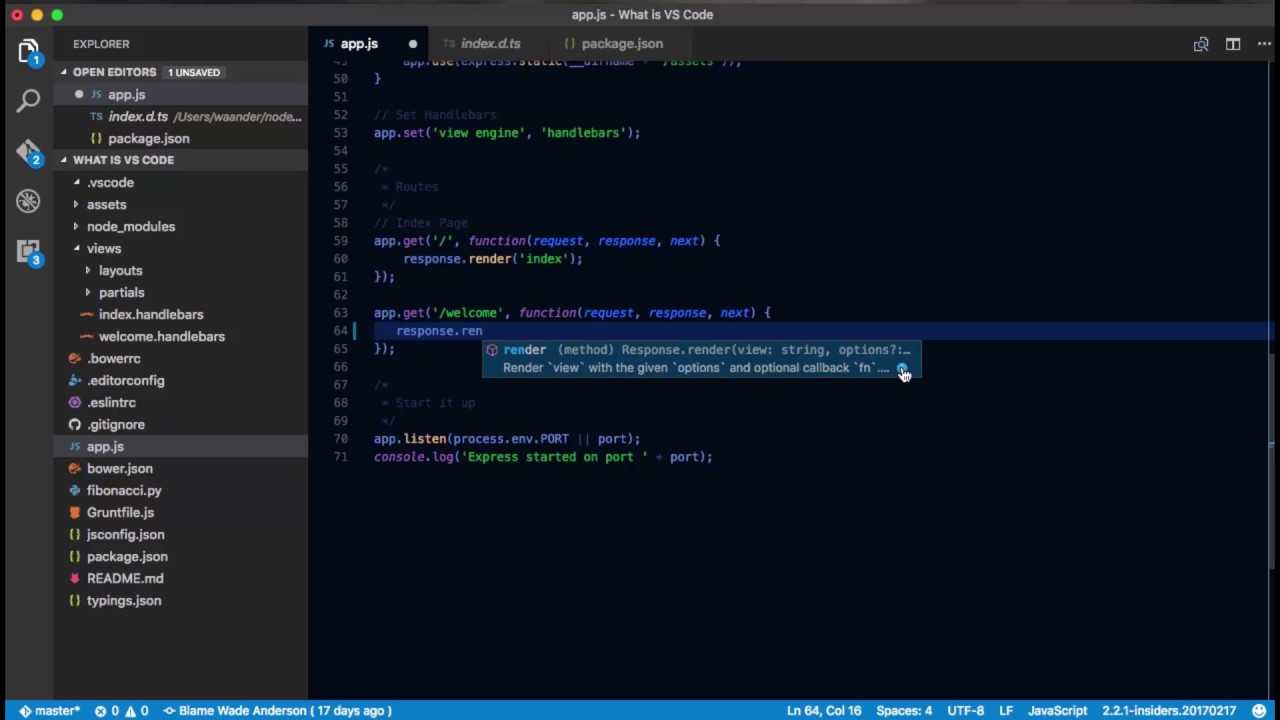 app.js - What is VS Code
EXPLORER
OPEN EDITORS 1 UNSAVED
JS app.js
TS index.d.ts /Users/waander/node...
{} package.json
WHAT IS VS CODE
.vscode
assets
node_modules
views
layouts
partials
index.handlebars
welcome.handlebars
.bowerrc
.editorconfig
.eslintrc
.gitignore
JS app.js
bower.json
fibonacci.py
Gruntfile.js
{} jsconfig.json
{} package.json
README.md
{} typings.json
1
2
3
JS app.js
TS index.d.ts
{} package.json
49 app.use(express.static(__dirname + '/assets'));
50 }
51
52 // Set Handlebars
53 app.set('view engine', 'handlebars');
54
55 /*
56 * Routes
57 */
58 // Index Page
59 app.get('/', function(request, response, next) {
60 response.render('index');
61 });
62
63 app.get('/welcome', function(request, response, next) {
64 response.ren
render (method) Response.render(view: string, options?:…
65 });
Render `view` with the given `options` and optional callback `fn`....
66
67 /*
68 * Start it up
69 */
70 app.listen(process.env.PORT || port);
71 console.log('Express started on port ' + port);
master* 0 0 Blame Wade Anderson ( 17 days ago ) Ln 64, Col 16 Spaces: 4 UTF-8 LF JavaScript 2.2.1-insiders.20170217